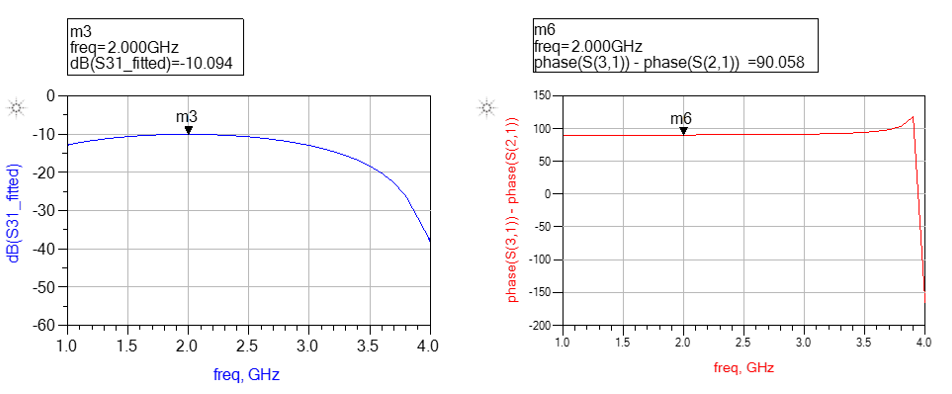 m3
freq=2.000GHz
dB(S31_fitted)=-10.094
m3
0
-10
-20
-30
-40
-50
-60
1.0 1.5 2.0 2.5 3.0 3.5 4.0
dB(S31_fitted)
freq, GHz
m6
freq=2.000GHz
phase(S(3,1)) - phase(S(2,1)) =90.058
m6
150
100
50
0
-50
-100
-150
-200
1.0 1.5 2.0 2.5 3.0 3.5 4.0
phase(S(3,1)) - phase(S(2,1))
freq, GHz